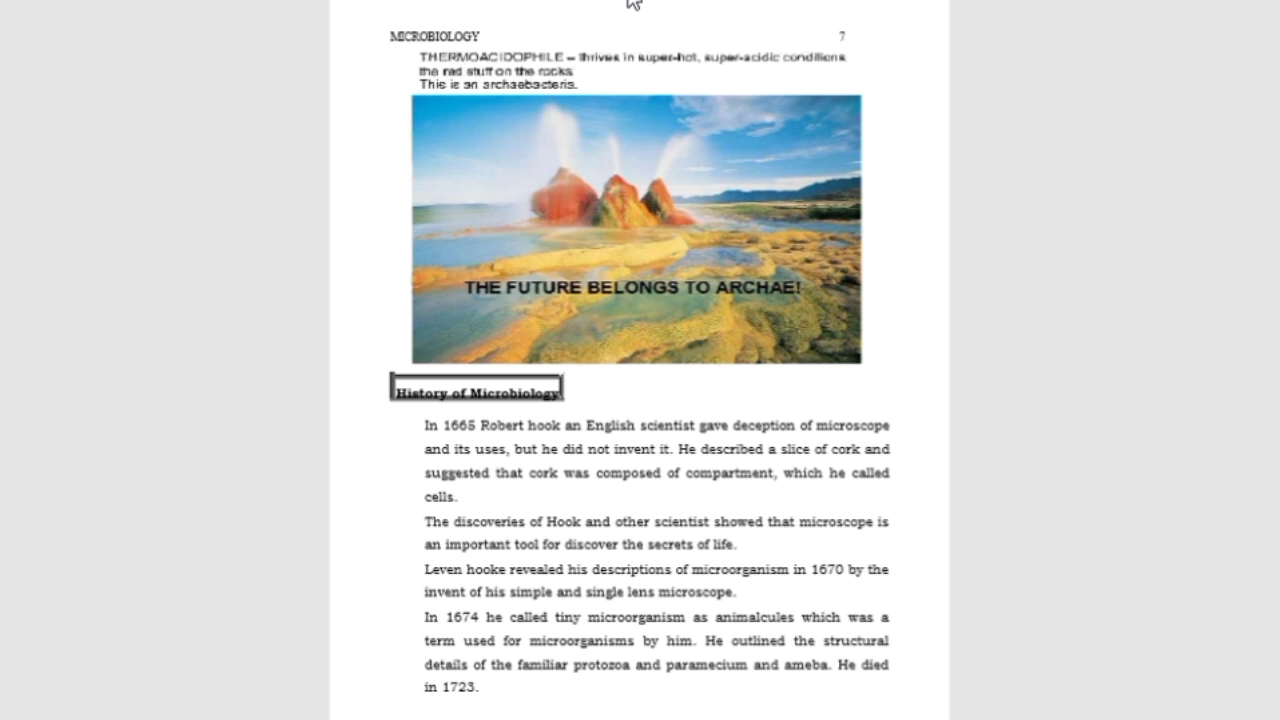 MICROBIOLOGY 7
THERMOACIDOPHILE – thrives in super-hot, super-acidic conditions
the red stuff on the rocks
This is an archaebacteria.
THE FUTURE BELONGS TO ARCHAE!
History of Microbiology
In 1665 Robert hook an English scientist gave deception of microscope
and its uses, but he did not invent it. He described a slice of cork and
suggested that cork was composed of compartment, which he called
cells.
The discoveries of Hook and other scientist showed that microscope is
an important tool for discover the secrets of life.
Leven hooke revealed his descriptions of microorganism in 1670 by the
invent of his simple and single lens microscope.
In 1674 he called tiny microorganism as animalcules which was a
term used for microorganisms by him. He outlined the structural
details of the familiar protozoa and paramecium and ameba. He died
in 1723.